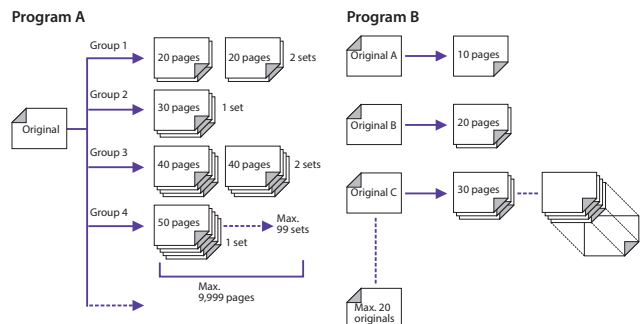 Program A
Group 1
20 pages
20 pages
2 sets
Group 2
30 pages
1 set
Original
Group 3
40 pages
40 pages
2 sets
Group 4
50 pages
1 set
Max.
99 sets
Max.
9,999 pages
Program B
Original A
10 pages
Original B
20 pages
Original C
30 pages
Max. 20
originals